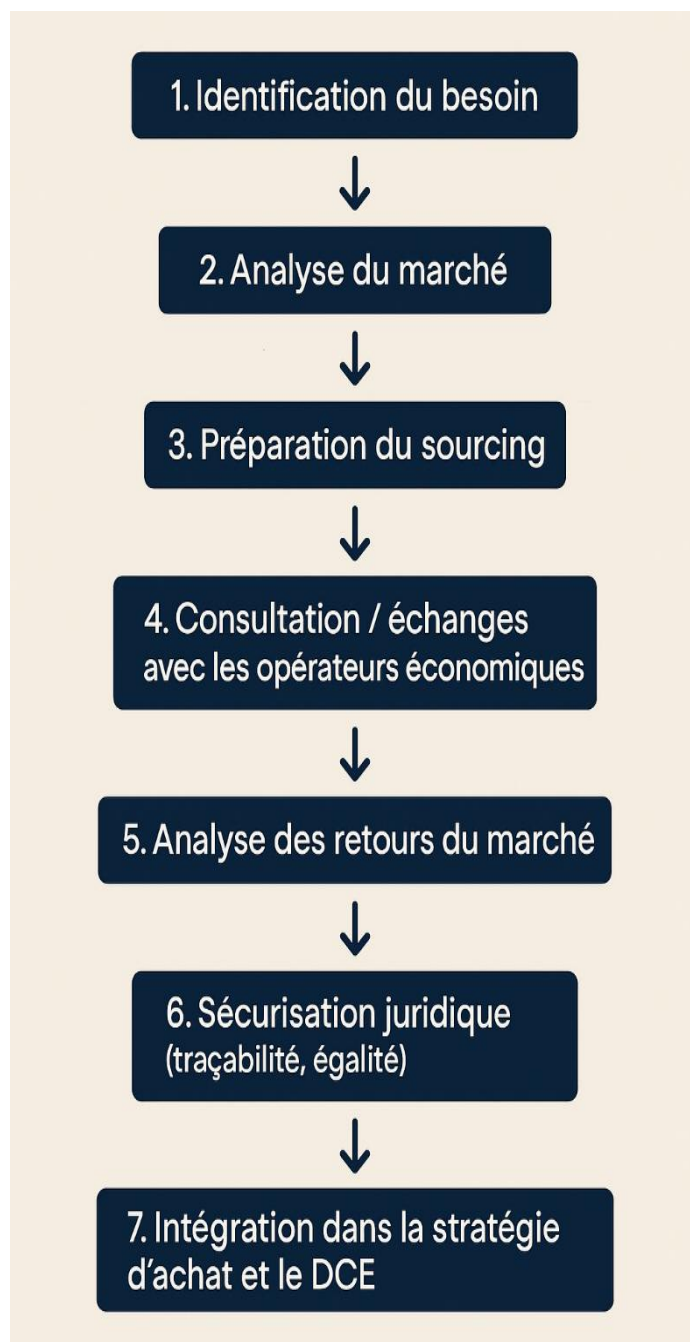 1. Identification du besoin
2. Analyse du marché
3. Préparation du sourcing
4. Consultation / échanges
avec les opérateurs économiques
5. Analyse des retours du marché
6. Sécurisation juridique
(traçabilité, égalité)
7. Intégration dans la stratégie
d'achat et le DCE